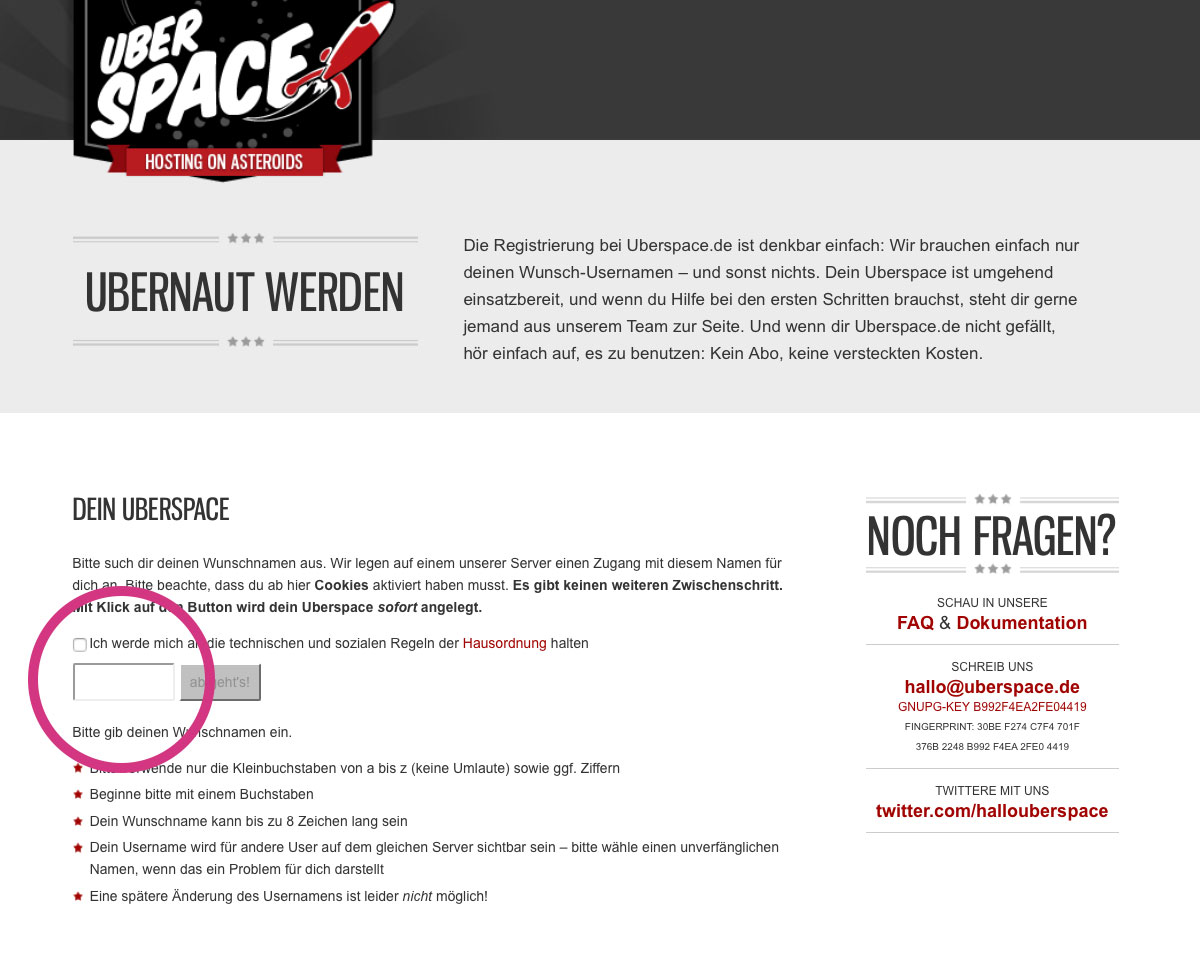 UBER
SPACE
HOSTING ON ASTEROIDS
UBERNAUT WERDEN
Die Registrierung bei Uberspace.de ist denkbar einfach: Wir brauchen einfach nur
deinen Wunsch-Usernamen – und sonst nichts. Dein Uberspace ist umgehend
einsatzbereit, und wenn du Hilfe bei den ersten Schritten brauchst, steht dir gerne
jemand aus unserem Team zur Seite. Und wenn dir Uberspace.de nicht gefällt,
hör einfach auf, es zu benutzen: Kein Abo, keine versteckten Kosten.
DEIN UBERSPACE
Bitte such dir deinen Wunschnamen aus. Wir legen auf einem unserer Server einen Zugang mit diesem Namen für
dich an. Bitte beachte, dass du ab hier Cookies aktiviert haben musst. Es gibt keinen weiteren Zwischenschritt.
Mit Klick auf den Button wird dein Uberspace sofort angelegt.
Ich werde mich an die technischen und sozialen Regeln der Hausordnung halten
ab geht's!
Bitte gib deinen Wunschnamen ein.
Bitte verwende nur die Kleinbuchstaben von a bis z (keine Umlaute) sowie ggf. Ziffern
Beginne bitte mit einem Buchstaben
Dein Wunschname kann bis zu 8 Zeichen lang sein
Dein Username wird für andere User auf dem gleichen Server sichtbar sein – bitte wähle einen unverfänglichen
Namen, wenn das ein Problem für dich darstellt
Eine spätere Änderung des Usernamens ist leider nicht möglich!
NOCH FRAGEN?
SCHAU IN UNSERE
FAQ & Dokumentation
SCHREIB UNS
hallo@uberspace.de
GNUPG-KEY B992F4EA2FE04419
FINGERPRINT: 30BE F274 C7F4 701F
376B 2248 B992 F4EA 2FE0 4419
TWITTERE MIT UNS
twitter.com/hallouberspace